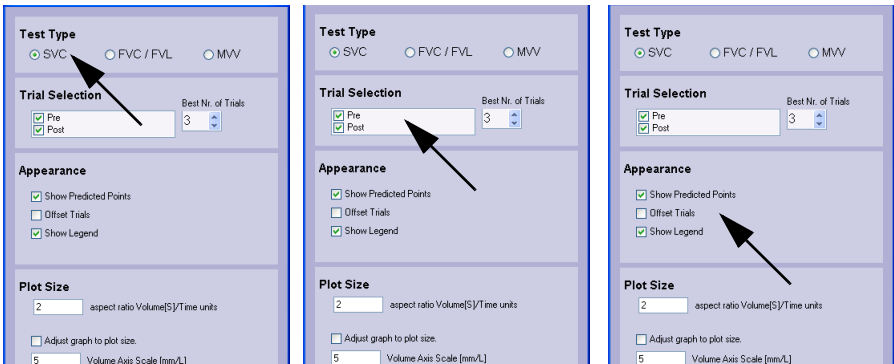 Test Type
SVC FVC / FVL MVV
Trial Selection
Best Nr. of Trials
Pre
Post
3
Appearance
Show Predicted Points
Offset Trials
Show Legend
Plot Size
2 aspect ratio Volume[S]/Time units
Adjust graph to plot size.
5 Volume Axis Scale [mm/L]
Test Type
SVC FVC / FVL MVV
Trial Selection
Best Nr. of Trials
Pre
Post
3
Appearance
Show Predicted Points
Offset Trials
Show Legend
Plot Size
2 aspect ratio Volume[S]/Time units
Adjust graph to plot size.
5 Volume Axis Scale [mm/L]
Test Type
SVC FVC / FVL MVV
Trial Selection
Best Nr. of Trials
Pre
Post
3
Appearance
Show Predicted Points
Offset Trials
Show Legend
Plot Size
2 aspect ratio Volume[S]/Time units
Adjust graph to plot size.
5 Volume Axis Scale [mm/L]